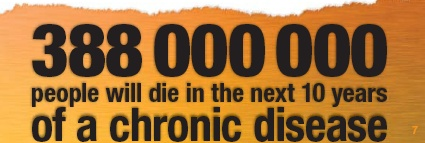 388 000 000
people will die in the next 10 years
of a chronic disease
7